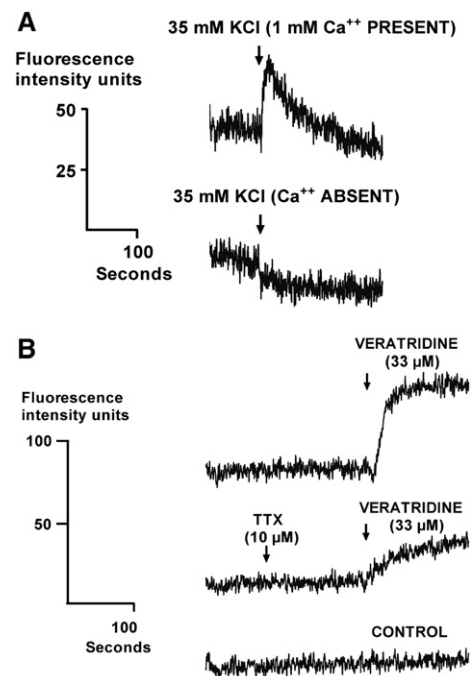 A
35 mM KCl (1 mM Ca++ PRESENT)
Fluorescence
intensity units
50
25
35 mM KCl (Ca++ ABSENT)
100
Seconds
B
VERATRIDINE
(33 µM)
Fluorescence
intensity units
100
50
TTX
(10 µM)
VERATRIDINE
(33 µM)
100
Seconds
CONTROL